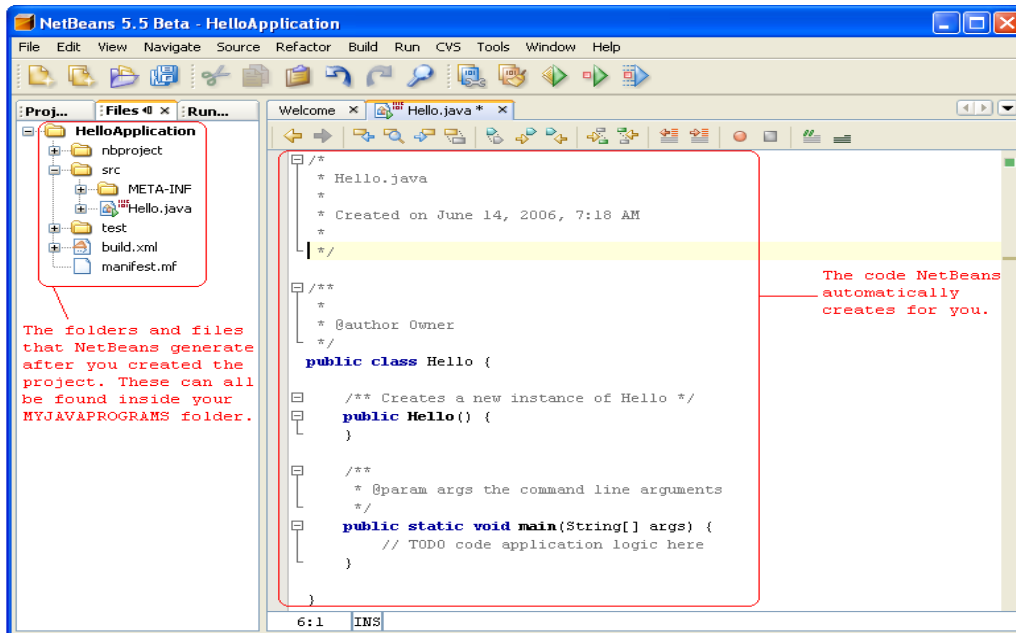 NetBeans 5.5 Beta - HelloApplication
File Edit View Navigate Source Refactor Build Run CVS Tools Window Help
Proj... Files Run...
HelloApplication
nbproject
src
META-INF
Hello.java
test
build.xml
manifest.mf
The folders and files
that NetBeans generate
after you created the
project. These can all
be found inside your
MYJAVAPROGRAMS folder.
Welcome Hello.java *
/*
* Hello.java
*
* Created on June 14, 2006, 7:18 AM
*
*/
/**
*
* @author Owner
*/
public class Hello {
/** Creates a new instance of Hello */
public Hello() {
}
/**
* @param args the command line arguments
*/
public static void main(String[] args) {
// TODO code application logic here
}
}
The code NetBeans
automatically
creates for you.
6:1 INS